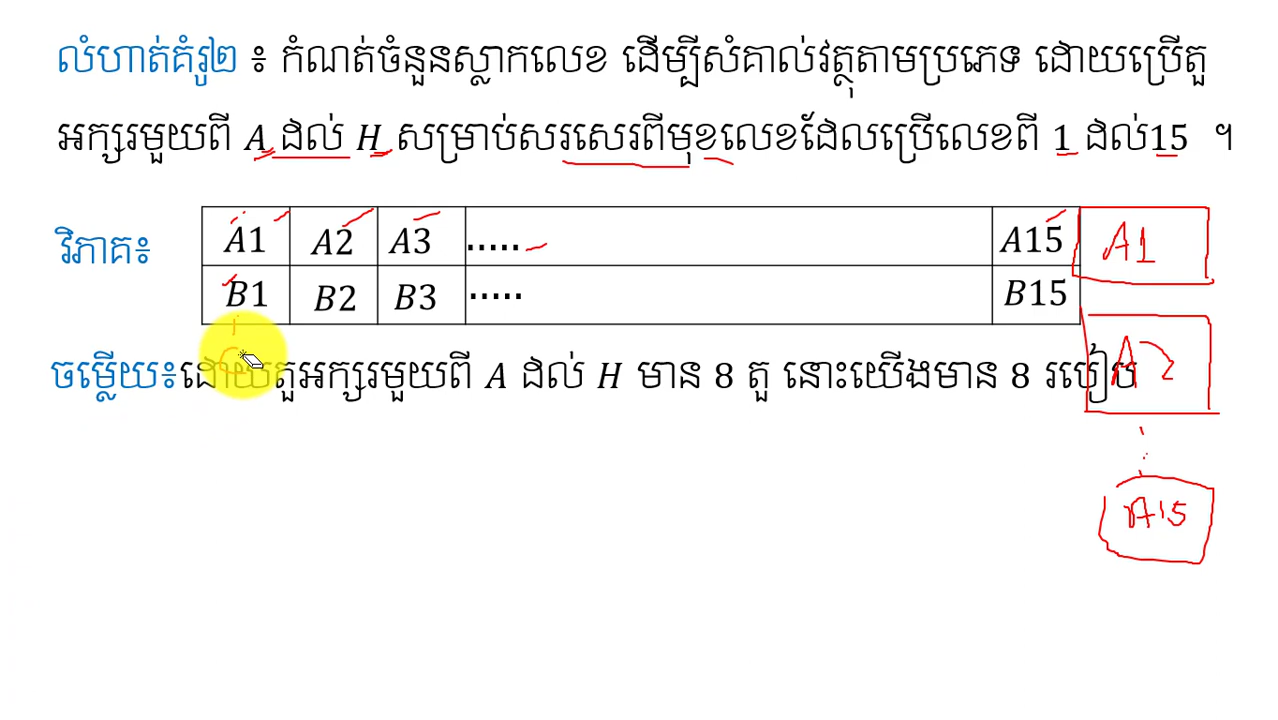 លំហាត់គំរូ២ ៖ កំណត់ចំនួនស្លាកលេខ ដើម្បីសំគាល់វត្ថុតាមប្រភេទ ដោយប្រើតួ
អក្សរមួយពី A ដល់ H សម្រាប់សរសេរពីមុខលេខដែលប្រើលេខពី 1 ដល់15 ។
វិភាគ៖
A1 A2 A3 ..... A15 A1
B1 B2 B3 ..... B15
ចម្លើយ៖ដោយតួអក្សរមួយពី A ដល់ H មាន 8 តួ នោះយើងមាន 8 របៀប
A2
A15